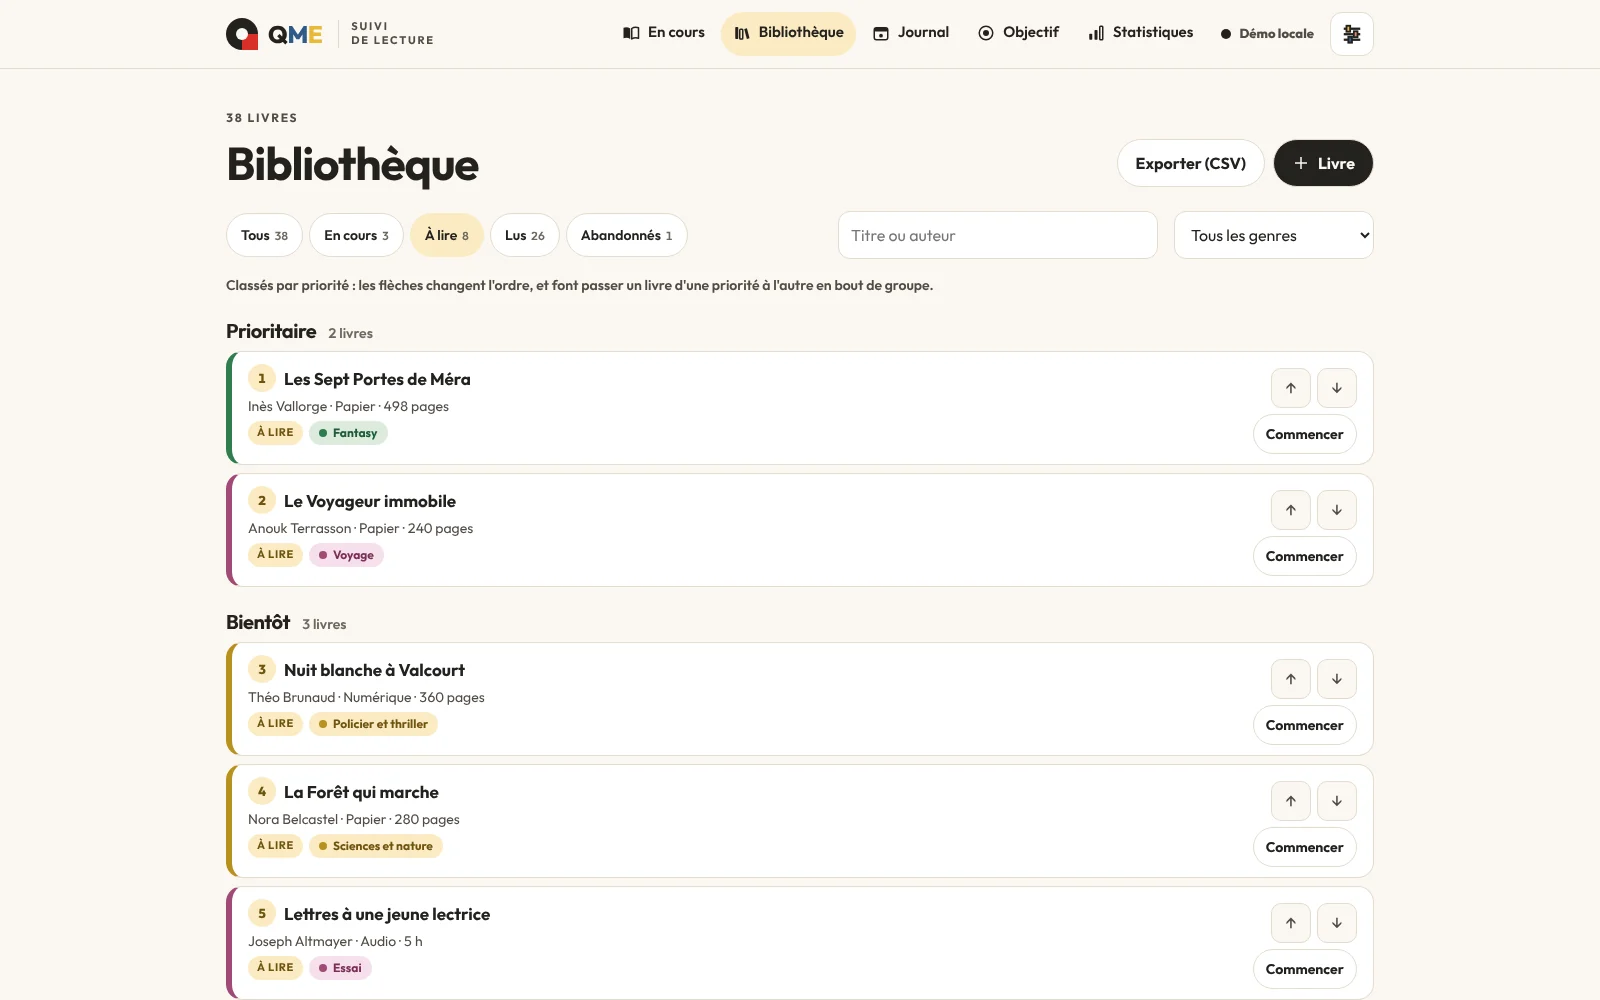 QME
SUIVI
DE LECTURE
En cours
Bibliothèque
Journal
Objectif
Statistiques
Démo locale
38 LIVRES
Bibliothèque
Exporter (CSV)
+ Livre
Tous 38
En cours 3
À lire 8
Lus 26
Abandonnés 1
Titre ou auteur
Tous les genres
Classés par priorité : les flèches changent l'ordre, et font passer un livre d'une priorité à l'autre en bout de groupe.
Prioritaire 2 livres
1 Les Sept Portes de Méra
Inès Vallorge · Papier · 498 pages
À LIRE Fantasy
↑ ↓
Commencer
2 Le Voyageur immobile
Anouk Terrasson · Papier · 240 pages
À LIRE Voyage
↑ ↓
Commencer
Bientôt 3 livres
3 Nuit blanche à Valcourt
Théo Brunaud · Numérique · 360 pages
À LIRE Policier et thriller
↑ ↓
Commencer
4 La Forêt qui marche
Nora Belcastel · Papier · 280 pages
À LIRE Sciences et nature
↑ ↓
Commencer
5 Lettres à une jeune lectrice
Joseph Altmayer · Audio · 5 h
À LIRE Essai
↑ ↓
Commencer